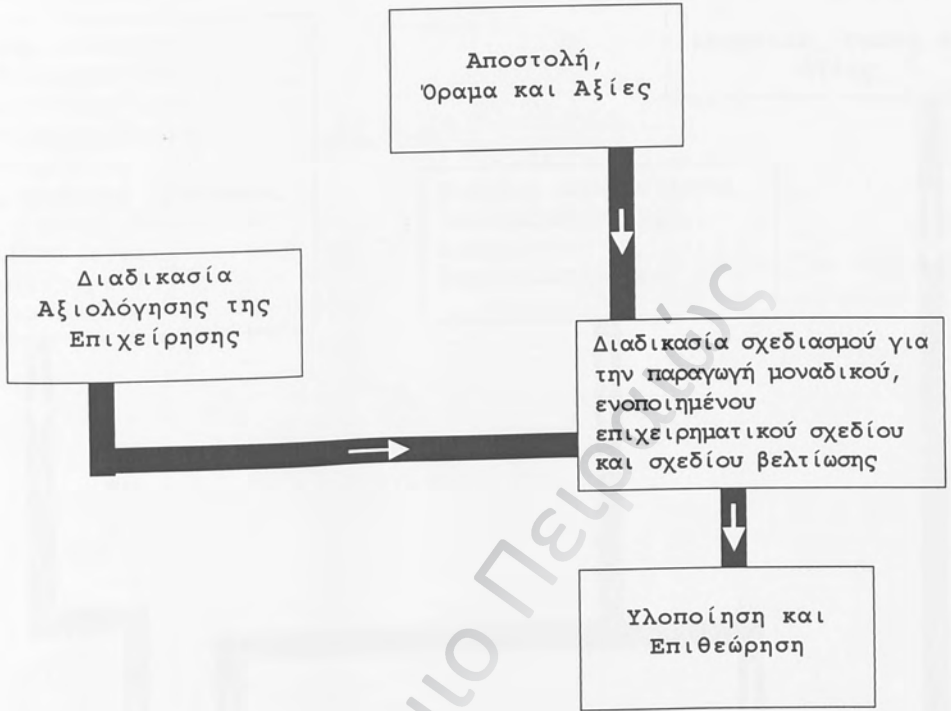 Αποστολή,
Όραμα και Αξίες
Διαδικασία
Αξιολόγησης της
Επιχείρησης
Διαδικασία σχεδιασμού για
την παραγωγή μοναδικού,
ενοποιημένου
επιχειρηματικού σχεδίου
και σχεδίου βελτίωσης
Υλοποίηση και
Επιθεώρηση
Πειραιώς